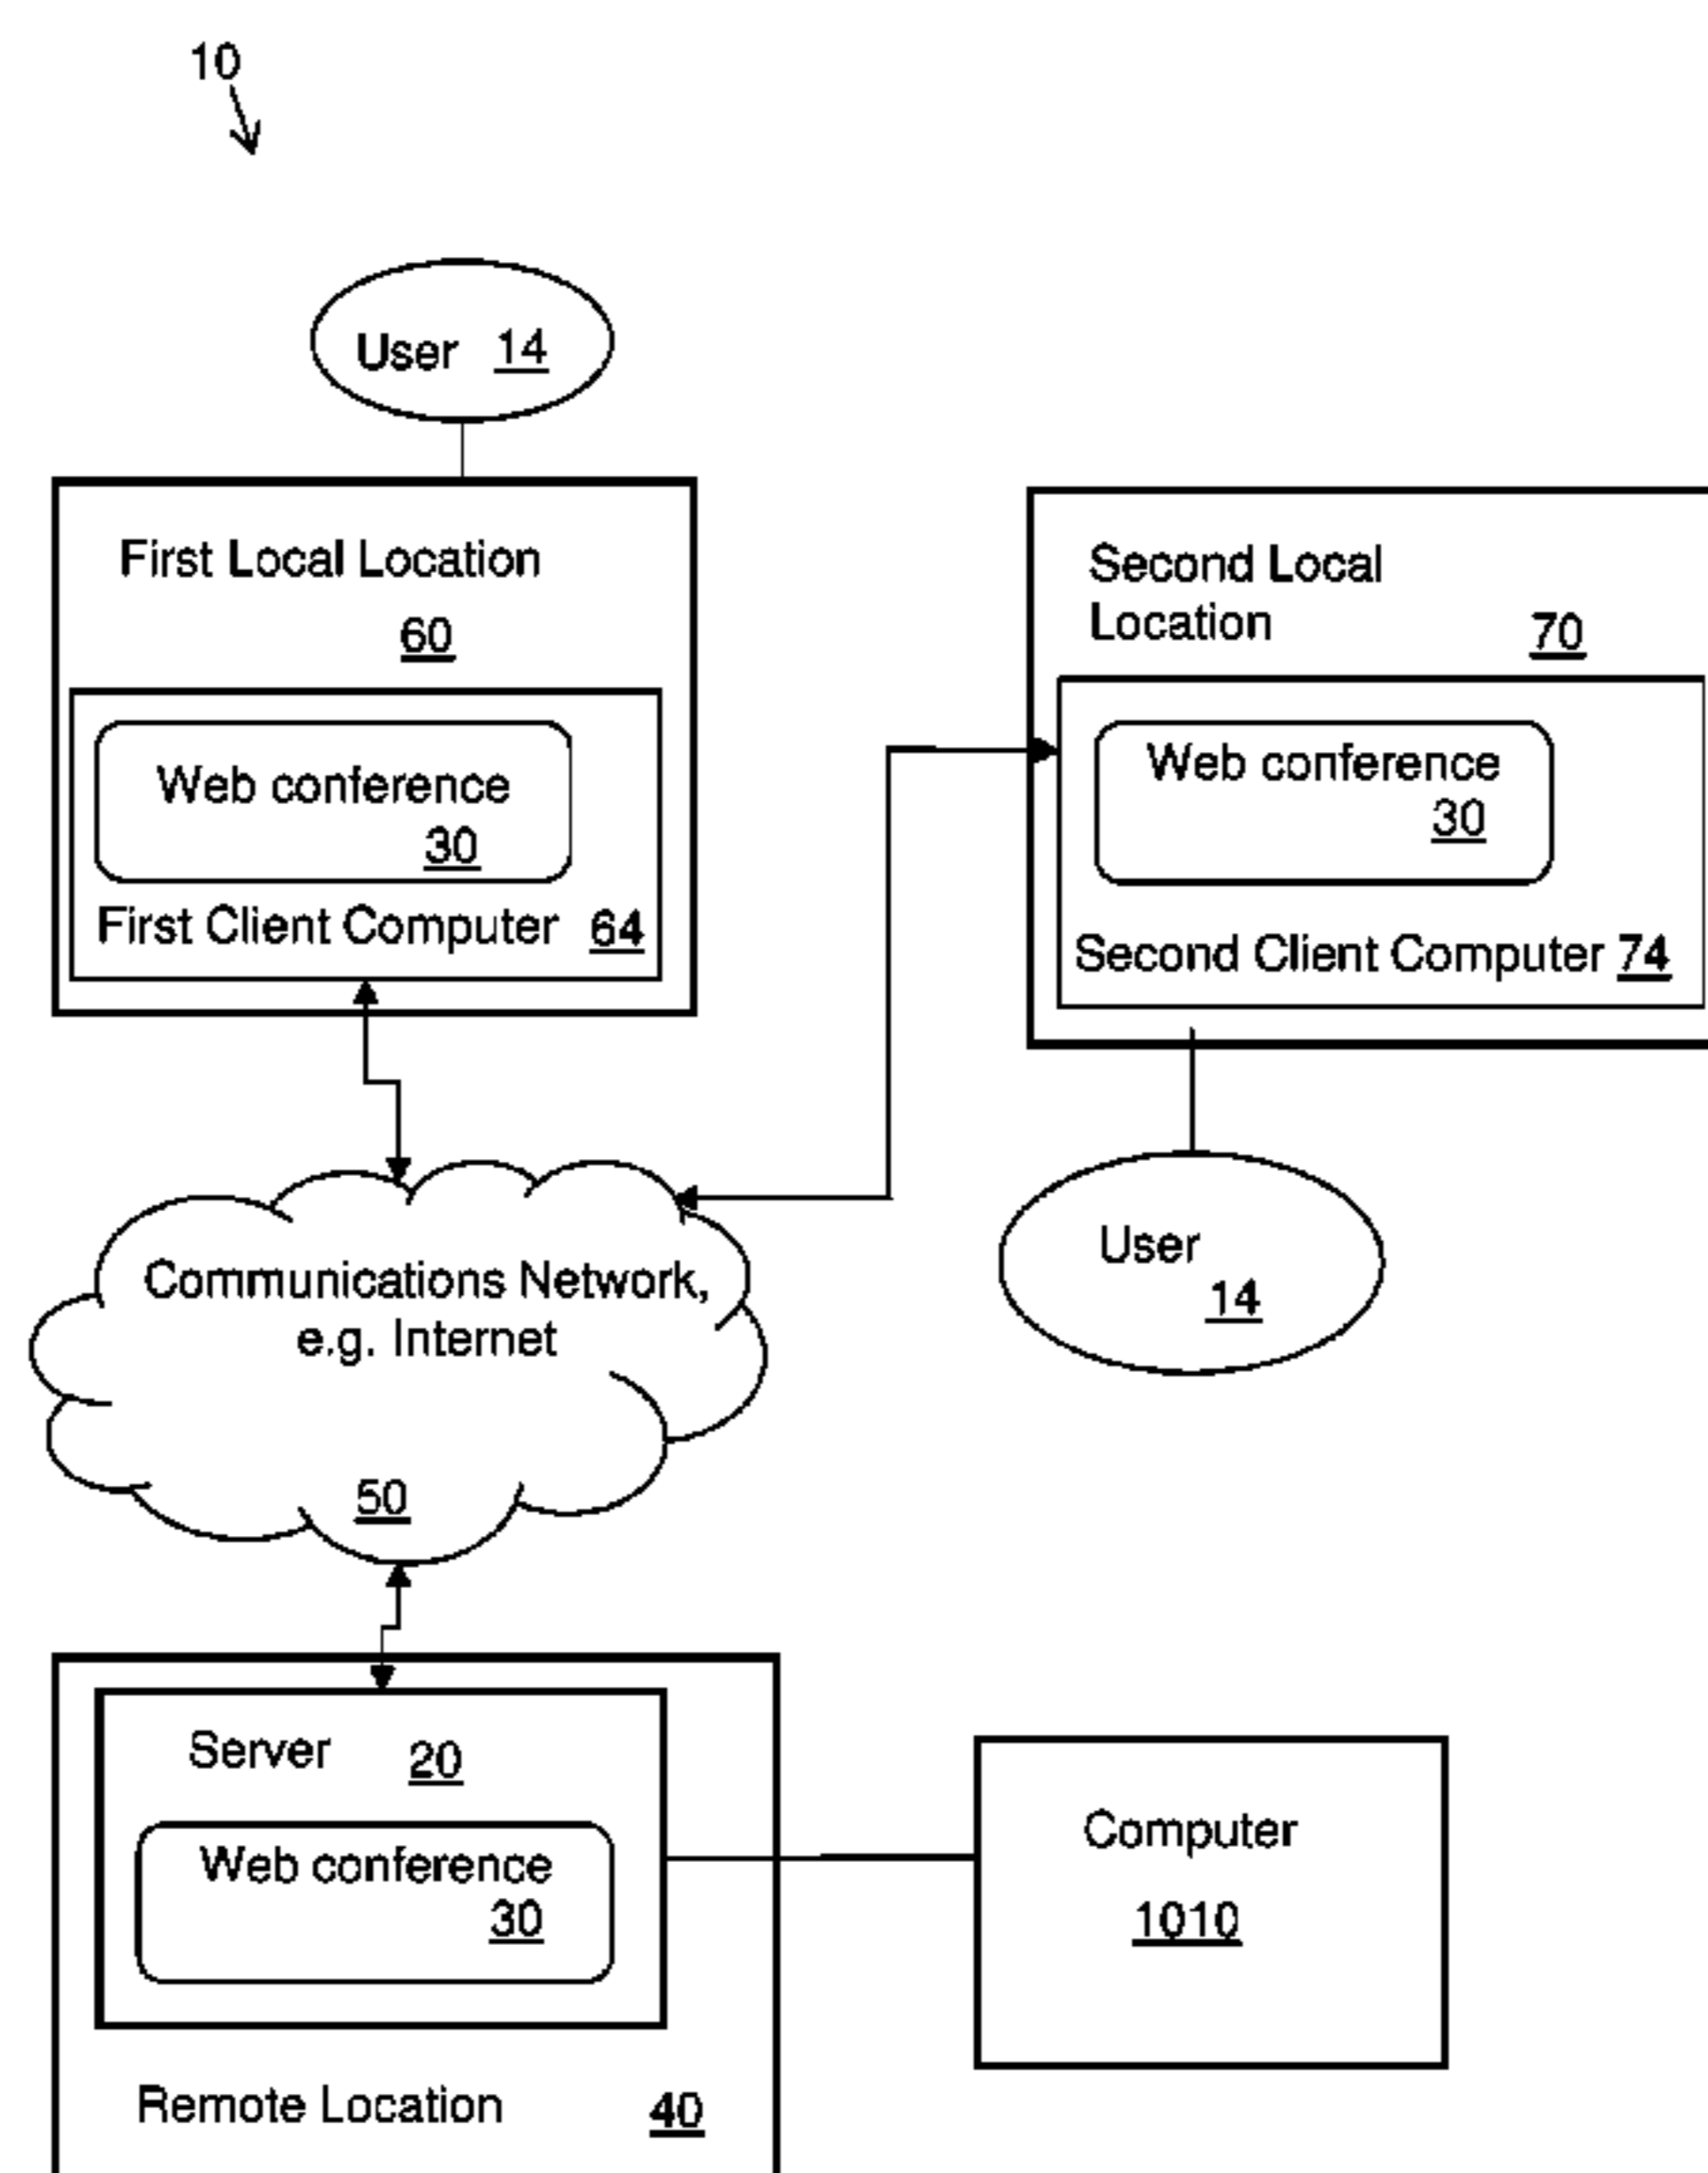 10
User 14
First Local Location
60
Web conference
30
First Client Computer 64
Second Local
Location
70
Web conference
30
Second Client Computer 74
User
14
Communications Network,
e.g. Internet
50
Server 20
Web conference
30
Remote Location 40
Computer
1010